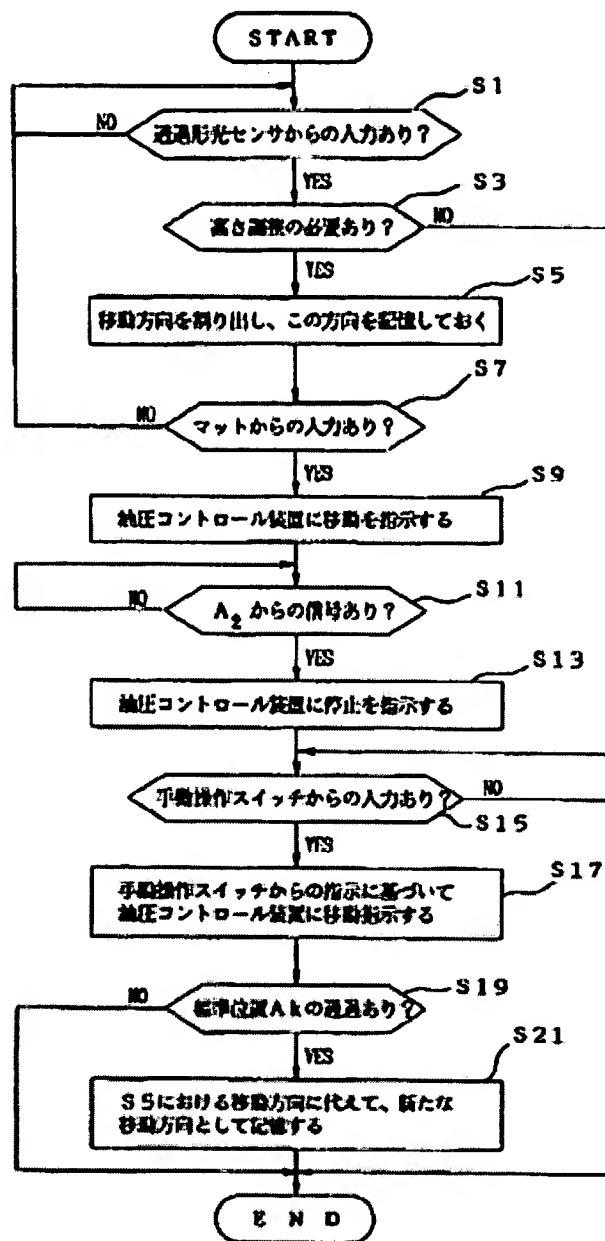 START
S1
NO
透過形光センサからの入力あり?
YES
S3
高さ調整の必要あり?
NO
YES
S5
移動方向を割り出し、この方向を記憶しておく
S7
NO
マットからの入力あり?
YES
S9
油圧コントロール装置に移動を指示する
NO
A2からの信号あり?
S11
YES
S13
油圧コントロール装置に停止を指示する
手動操作スイッチからの入力あり?
NO
S15
YES
S17
手動操作スイッチからの指示に基づいて
油圧コントロール装置に移動指示する
NO
標準位置Akの通過あり?
S19
YES
S21
S5における移動方向に代えて、新たな
移動方向として記憶する
END